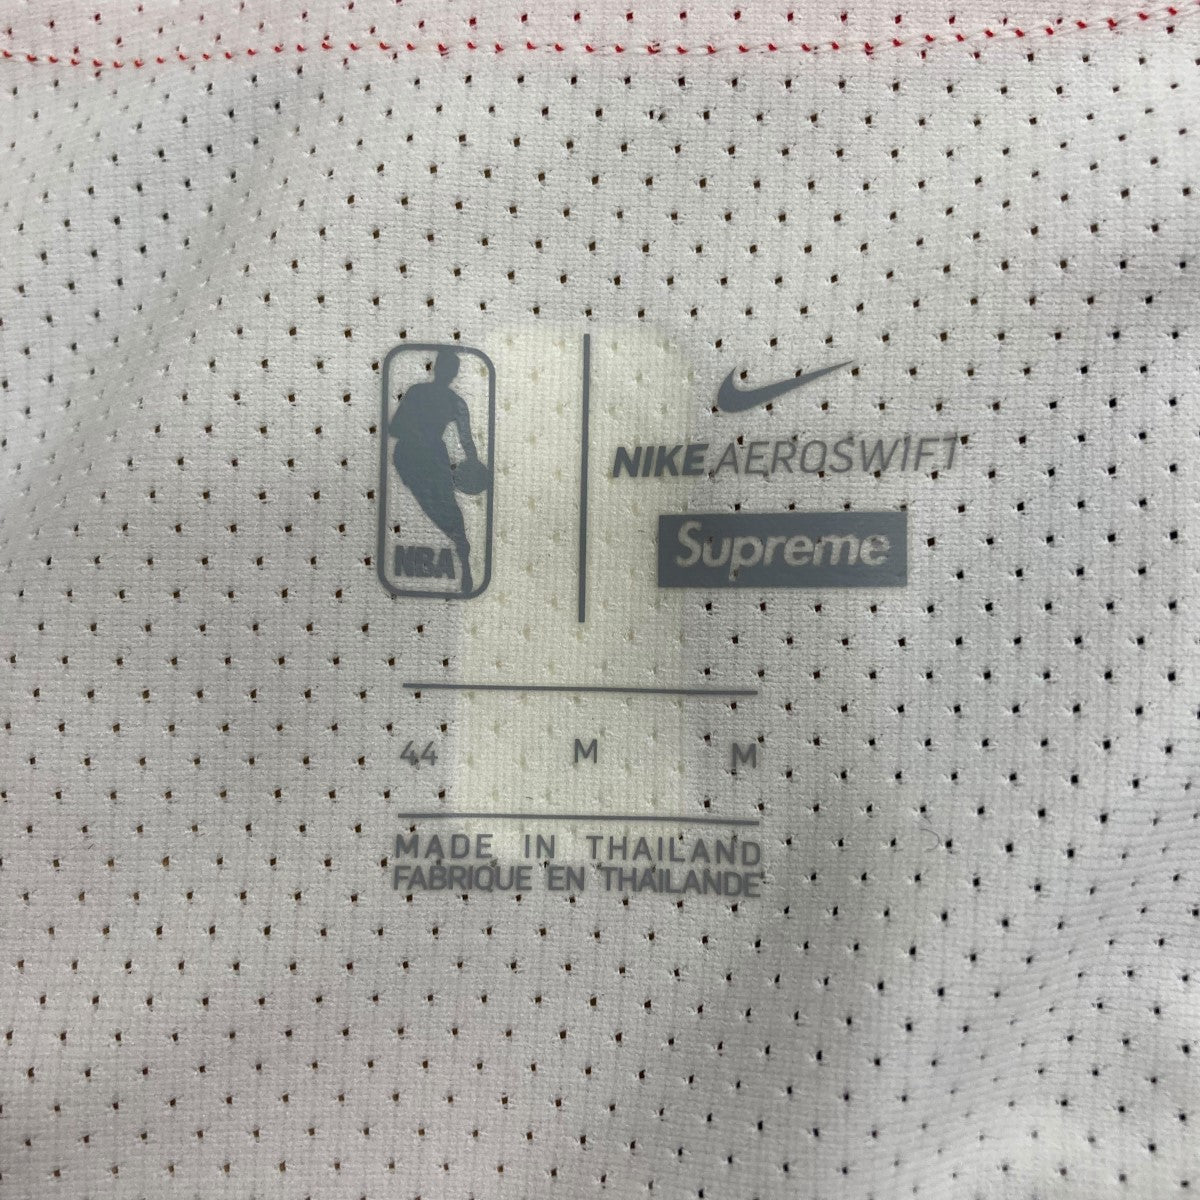 NBA
NIKE AEROSWIFT
Supreme
44 M M
MADE IN THAILAND
FABRIQUE EN THAILANDE